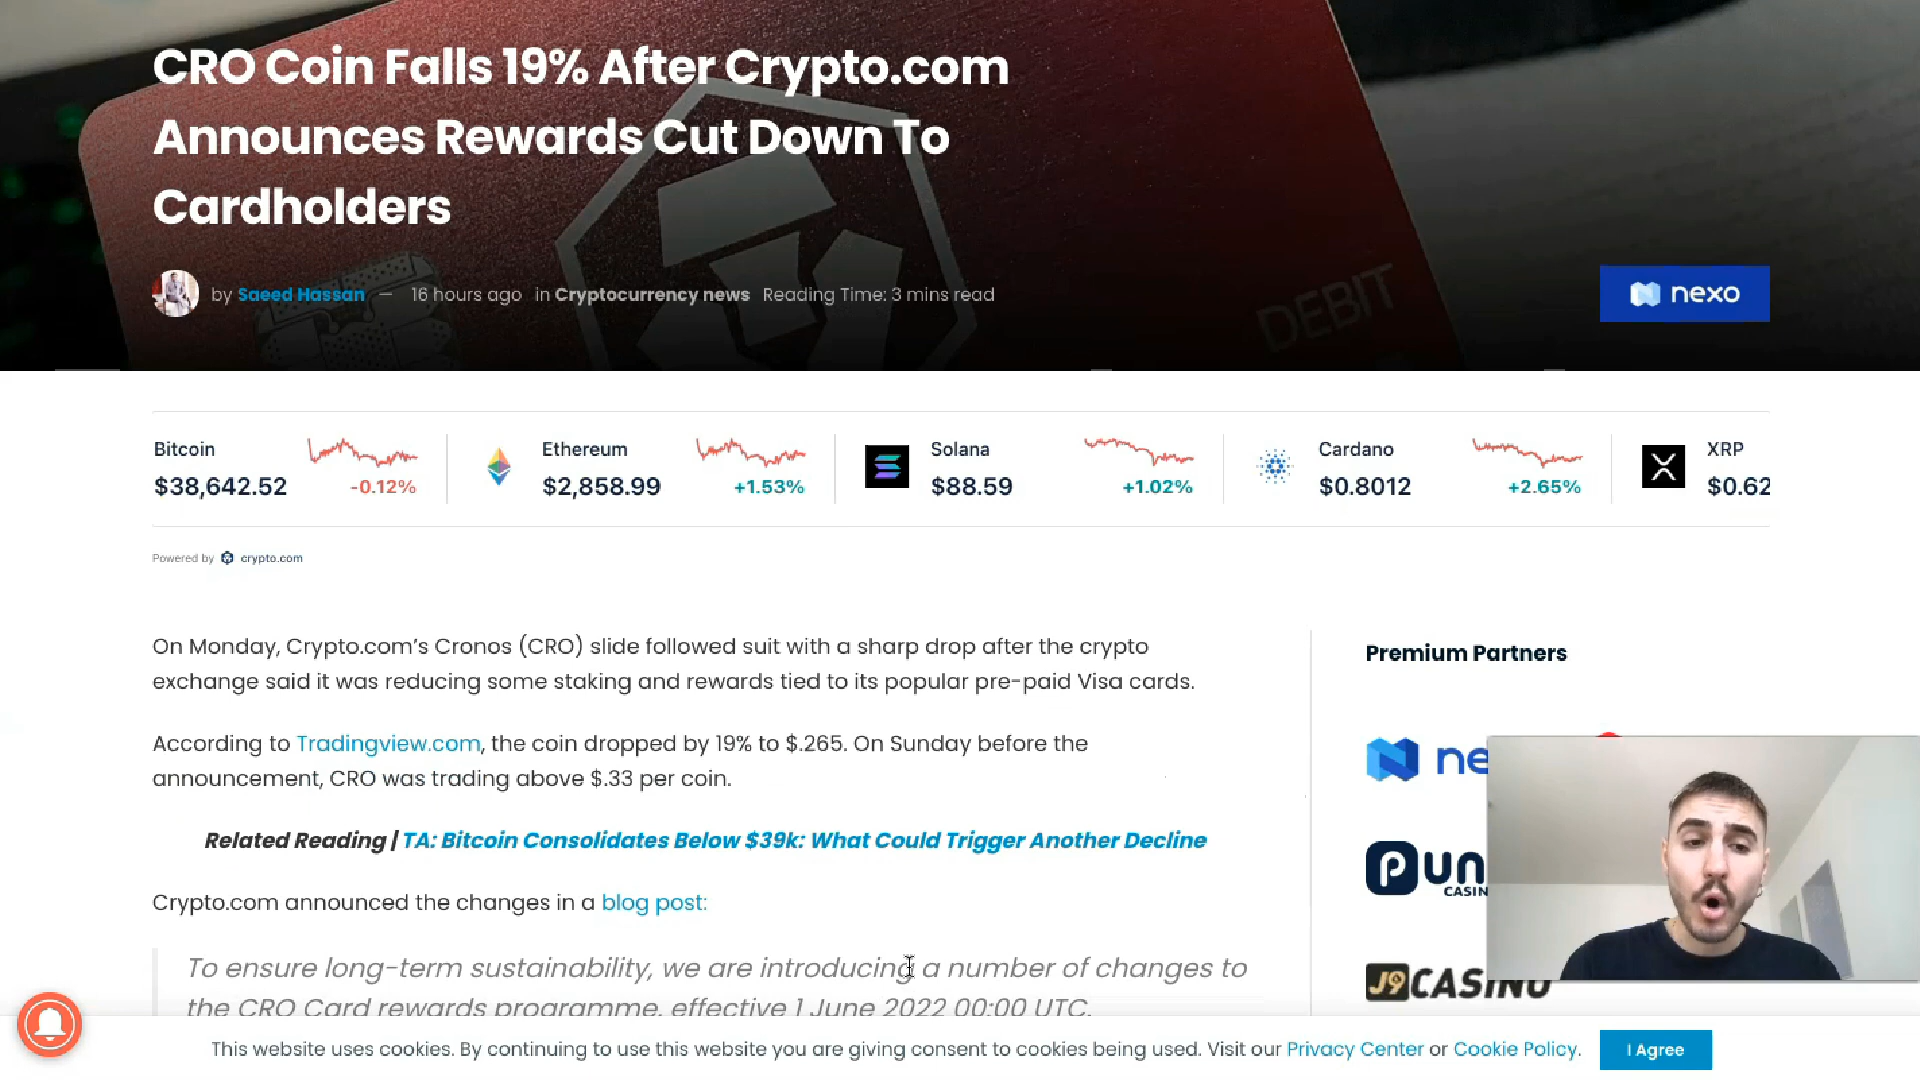 CRO Coin Falls 19% After Crypto.com
Announces Rewards Cut Down To
Cardholders
by Saeed Hassan — 16 hours ago in Cryptocurrency news Reading Time: 3 mins read
DEBIT
nexo
Bitcoin
$38,642.52 -0.12%
Ethereum
$2,858.99 +1.53%
Solana
$88.59 +1.02%
Cardano
$0.8012 +2.65%
XRP
$0.62
Powered by crypto.com
On Monday, Crypto.com’s Cronos (CRO) slide followed suit with a sharp drop after the crypto
exchange said it was reducing some staking and rewards tied to its popular pre-paid Visa cards.
According to Tradingview.com, the coin dropped by 19% to $.265. On Sunday before the
announcement, CRO was trading above $.33 per coin.
Related Reading | TA: Bitcoin Consolidates Below $39k: What Could Trigger Another Decline
Crypto.com announced the changes in a blog post:
To ensure long-term sustainability, we are introducing a number of changes to
the CRO Card rewards programme, effective 1 June 2022 00:00 UTC.
Premium Partners
ne
un
CASIN
J9CASINO
This website uses cookies. By continuing to use this website you are giving consent to cookies being used. Visit our Privacy Center or Cookie Policy.
I Agree